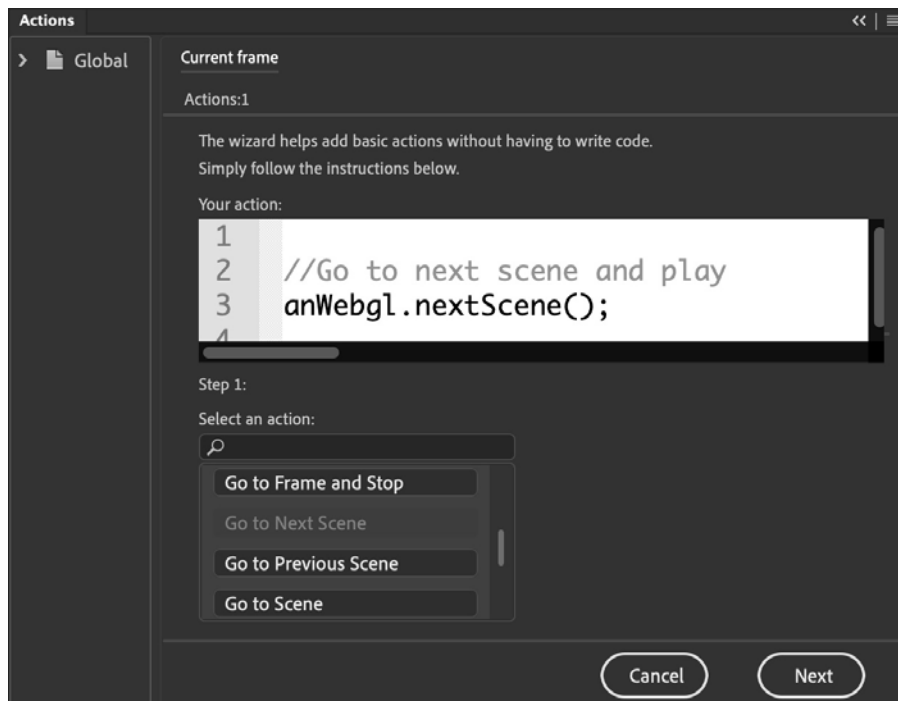 Actions
Global
Current frame
Actions:1
The wizard helps add basic actions without having to write code.
Simply follow the instructions below.
Your action:
1
2 //Go to next scene and play
3 anWebgl.nextScene();
4
Step 1:
Select an action:
Go to Frame and Stop
Go to Next Scene
Go to Previous Scene
Go to Scene
Cancel Next